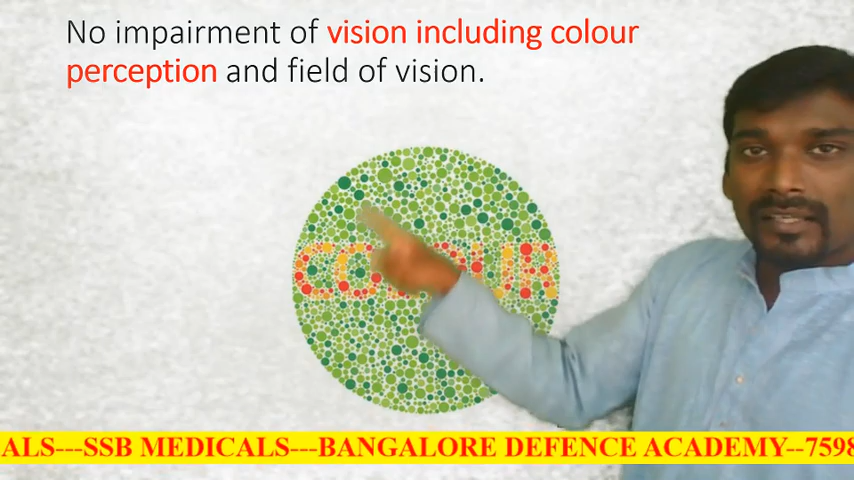 No impairment of vision including colour
perception and field of vision.
ALS---SSB MEDICALS---BANGALORE DEFENCE ACADEMY--7598